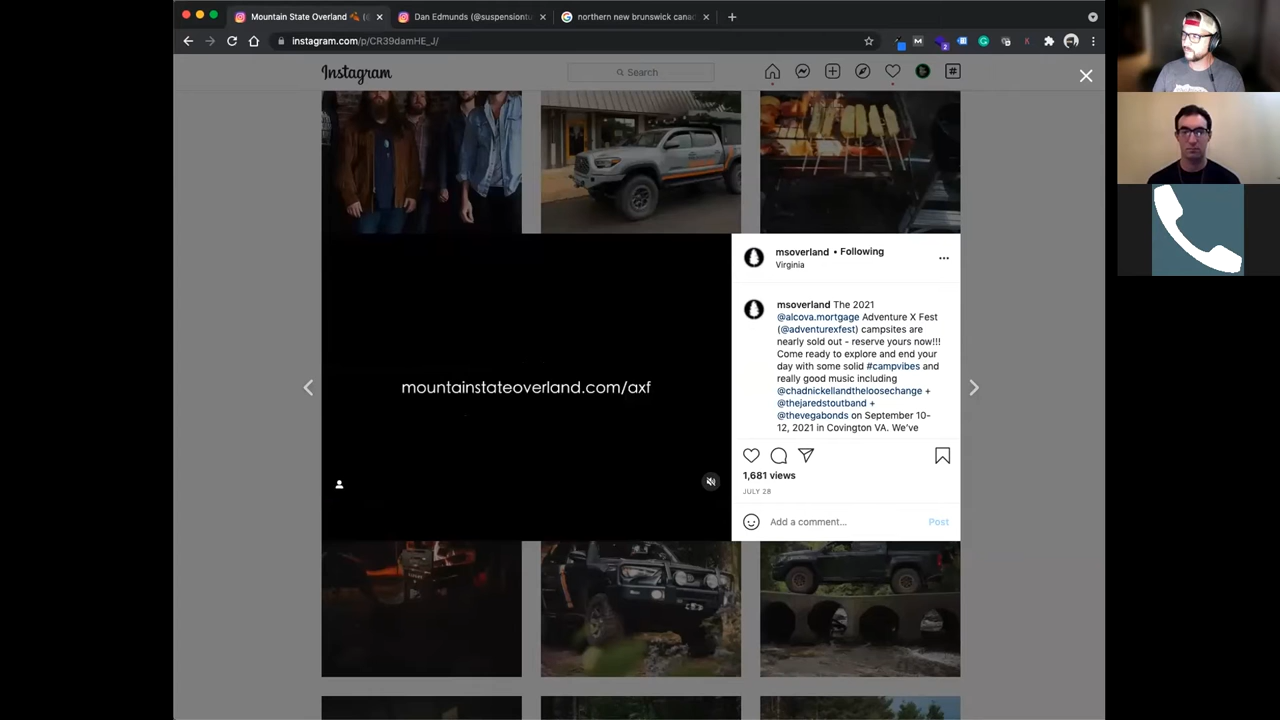 Mountain State Overland
Dan Edmunds (@suspensiontu
northern new brunswick canad
instagram.com/p/CR39damHE_J/
2
Instagram
Search
mountainstateoverland.com/axf
msoverland • Following
Virginia
msoverland The 2021
@alcova.mortgage Adventure X Fest
(@adventurexfest) campsites are
nearly sold out - reserve yours now!!!
Come ready to explore and end your
day with some solid #campvibes and
really good music including
@chadnickellandtheloosechange +
@thejaredstoutband +
@thevegabonds on September 10-
12, 2021 in Covington VA. We've
1,681 views
JULY 28
Add a comment...
Post